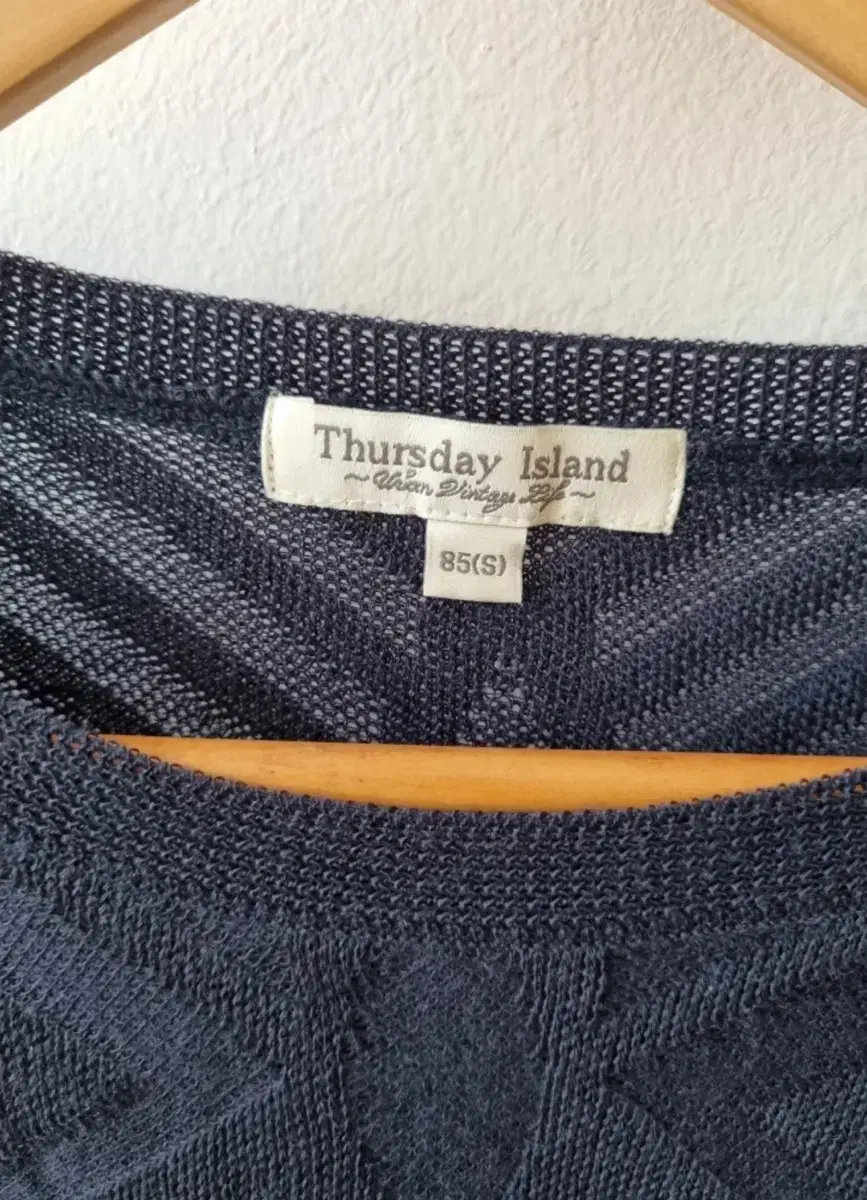 Thursday Island
~ Urban Vintage Life ~
85(S)